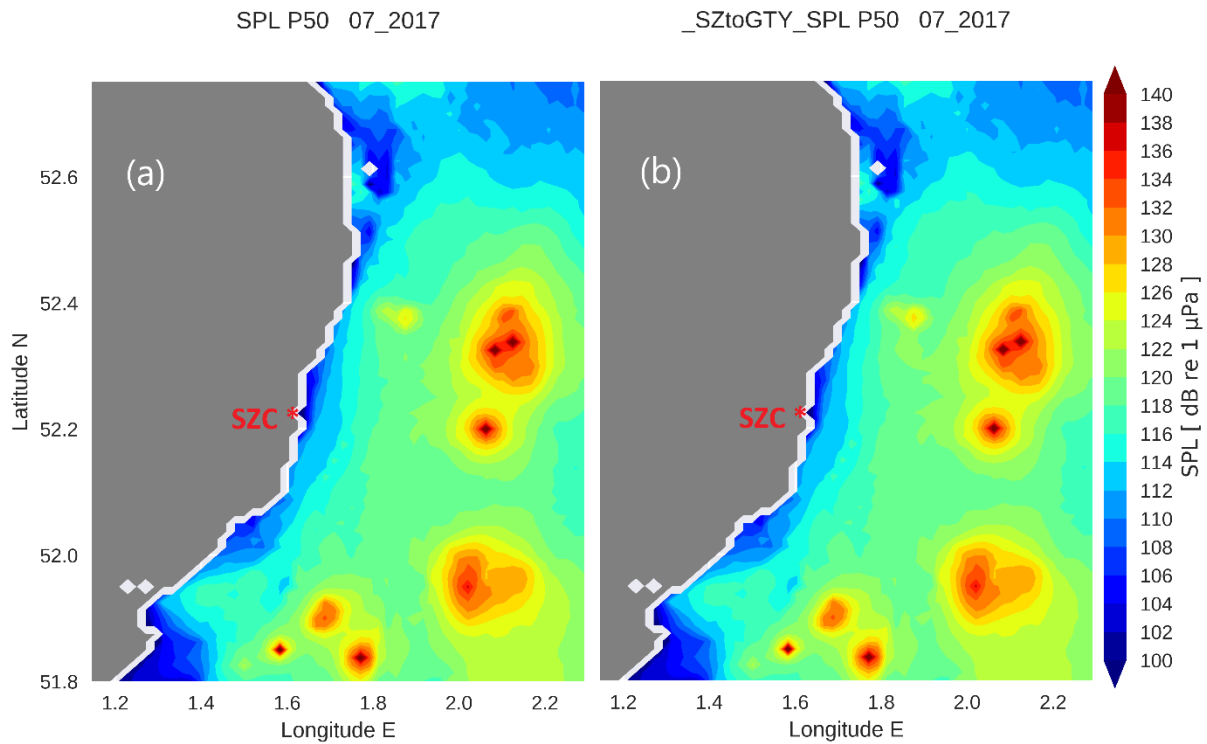 SPL P50 07_2017
_SZtoGTY_SPL P50 07_2017
(a)
(b)
SZC *
SZC *
52.6
52.4
52.2
52.0
51.8
Latitude N
1.2 1.4 1.6 1.8 2.0 2.2
Longitude E
1.2 1.4 1.6 1.8 2.0 2.2
Longitude E
140
138
136
134
132
130
128
126
124
122
120
118
116
114
112
110
108
106
104
102
100
SPL [ dB re 1 µPa ]